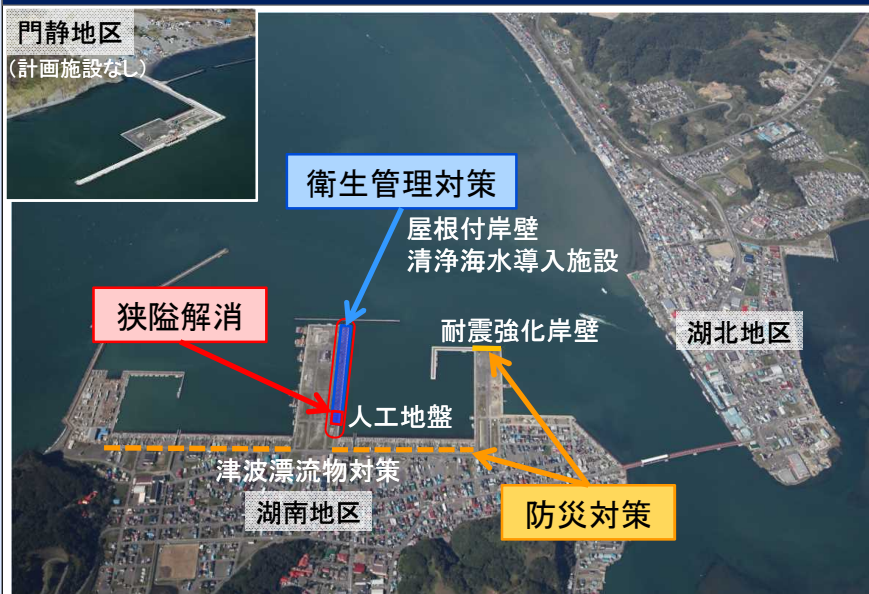 門静地区
(計画施設なし)
衛生管理対策
屋根付岸壁
清浄海水導入施設
狭隘解消
耐震強化岸壁
湖北地区
人工地盤
津波漂流物対策
湖南地区
防災対策